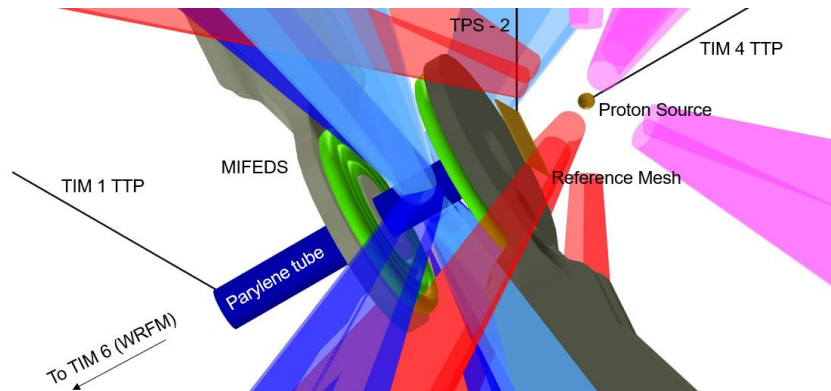 TPS - 2
TIM 4 TTP
Proton Source
MIFEDS
TIM 1 TTP
Reference Mesh
Parylene tube
To TIM 6 (WRFM)